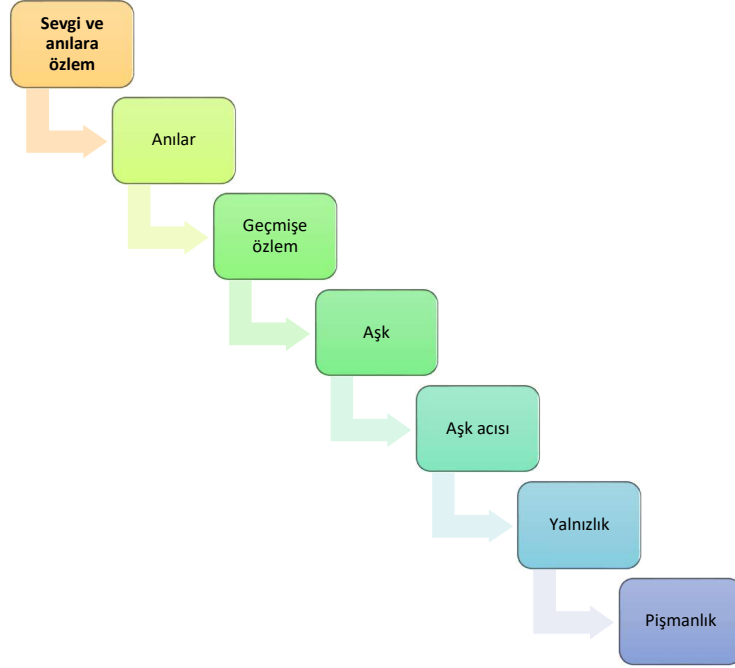 Sevgi ve
anılara
özlem
Anılar
Geçmişe
özlem
Aşk
Aşk acısı
Yalnızlık
Pişmanlık